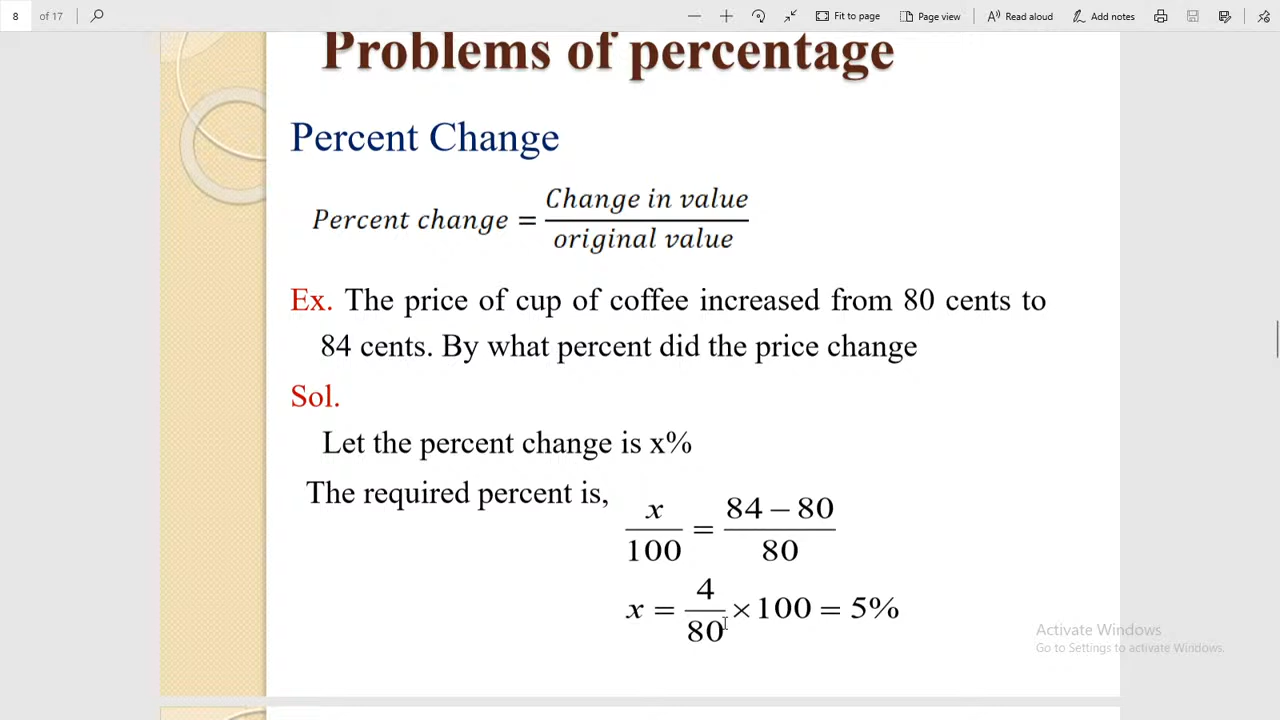 8 of 17 Fit to page Page view Read aloud Add notes
Problems of percentage
Percent Change
Percent change = Change in value / original value
Ex. The price of cup of coffee increased from 80 cents to
84 cents. By what percent did the price change
Sol.
Let the percent change is x%
The required percent is,
x/100 = 84 – 80 / 80
x = 4/80 × 100 = 5%
Activate Windows
Go to Settings to activate Windows.